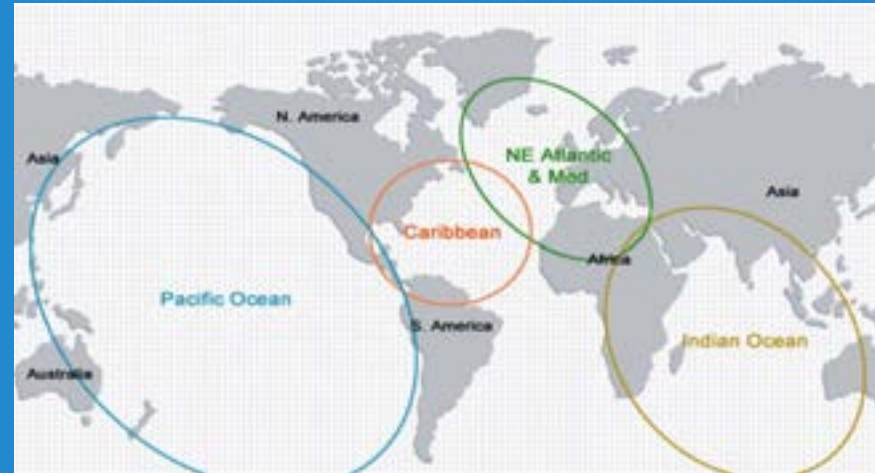 N. America
Asia
NE Atlantic
& Med
Asia
Caribbean
Africa
Pacific Ocean
S. America
Indian Ocean
Australia